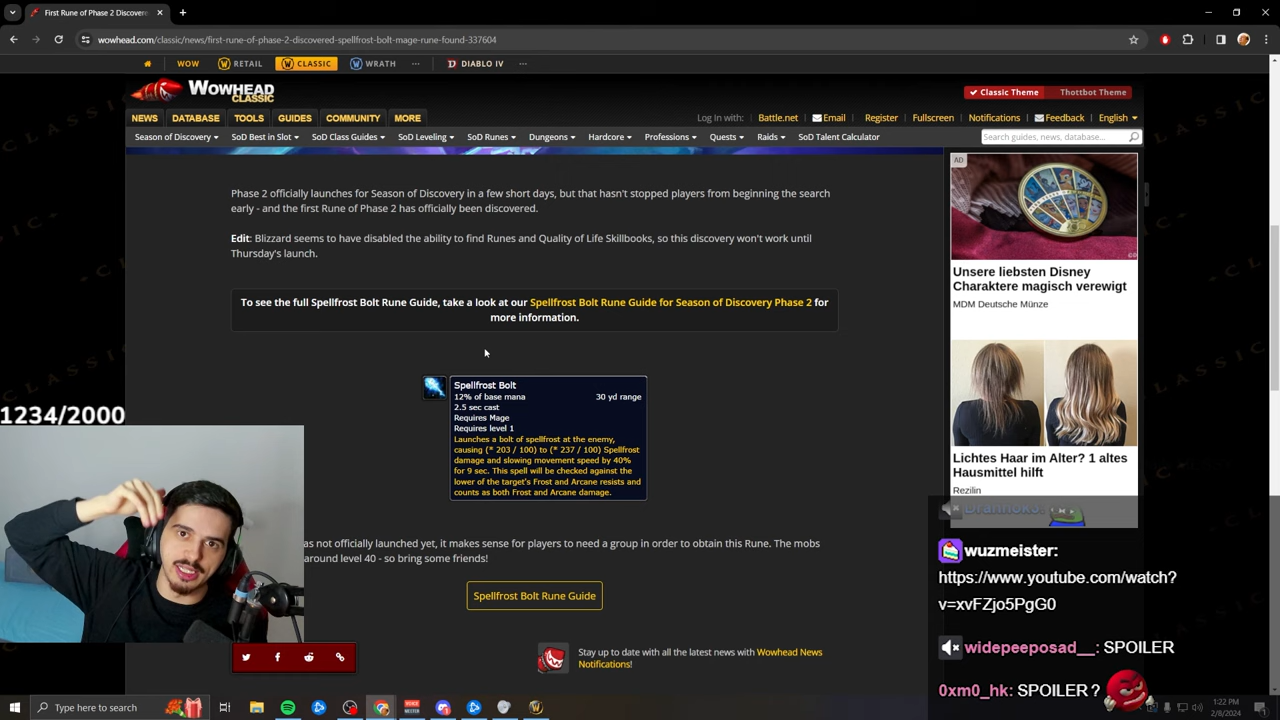 First Rune of Phase 2 Discovere
wowhead.com/classic/news/first-rune-of-phase-2-discovered-spellfrost-bolt-mage-rune-found-337604
WOW
RETAIL
CLASSIC
WRATH
DIABLO IV
WOWHEAD
CLASSIC
Classic Theme
Thottbot Theme
NEWS
DATABASE
TOOLS
GUIDES
COMMUNITY
MORE
Log In with:
Battle.net
Email
Register
Fullscreen
Notifications
Feedback
English
Season of Discovery
SoD Best in Slot
SoD Class Guides
SoD Leveling
SoD Runes
Dungeons
Hardcore
Professions
Quests
Raids
SoD Talent Calculator
Search guides, news, database...
Phase 2 officially launches for Season of Discovery in a few short days, but that hasn't stopped players from beginning the search
early - and the first Rune of Phase 2 has officially been discovered.
Edit: Blizzard seems to have disabled the ability to find Runes and Quality of Life Skillbooks, so this discovery won't work until
Thursday's launch.
To see the full Spellfrost Bolt Rune Guide, take a look at our Spellfrost Bolt Rune Guide for Season of Discovery Phase 2 for
more information.
Spellfrost Bolt
12% of base mana 30 yd range
2.5 sec cast
Requires Mage
Requires level 1
Launches a bolt of spellfrost at the enemy,
causing (* 203 / 100) to (* 237 / 100) Spellfrost
damage and slowing movement speed by 40%
for 9 sec. This spell will be checked against the
lower of the target's Frost and Arcane resists and
counts as both Frost and Arcane damage.
as not officially launched yet, it makes sense for players to need a group in order to obtain this Rune. The mobs
around level 40 - so bring some friends!
Spellfrost Bolt Rune Guide
Stay up to date with all the latest news with Wowhead News
Notifications!
AD
Unsere liebsten Disney
Charaktere magisch verewigt
MDM Deutsche Münze
Lichtes Haar im Alter? 1 altes
Hausmittel hilft
Rezilin
1234/2000
wuzmeister:
https://www.youtube.com/watch?
v=xvFZjo5PgG0
widepeeposad__: SPOILER
0xm0_hk: SPOILER ?
Type here to search
1:22 PM
2/8/2024